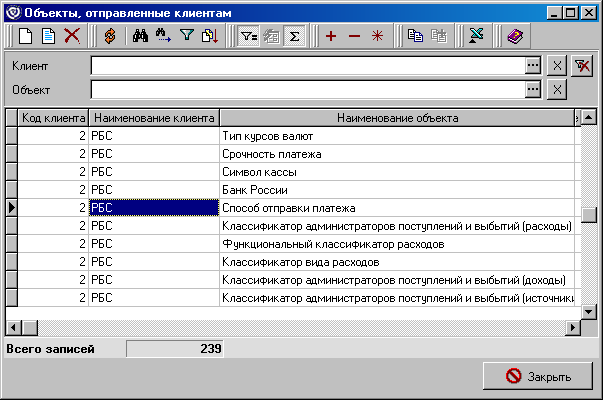 Объекты, отправленные клиентам
Клиент
Объект
Код клиента Наименование клиента Наименование объекта
2 РБС Тип курсов валют
2 РБС Срочность платежа
2 РБС Символ кассы
2 РБС Банк России
2 РБС Способ отправки платежа
2 РБС Классификатор администраторов поступлений и выбытий (расходы)
2 РБС Функциональный классификатор расходов
2 РБС Классификатор вида расходов
2 РБС Классификатор администраторов поступлений и выбытий (доходы)
2 РБС Классификатор администраторов поступлений и выбытий (источники
Всего записей 239
Закрыть